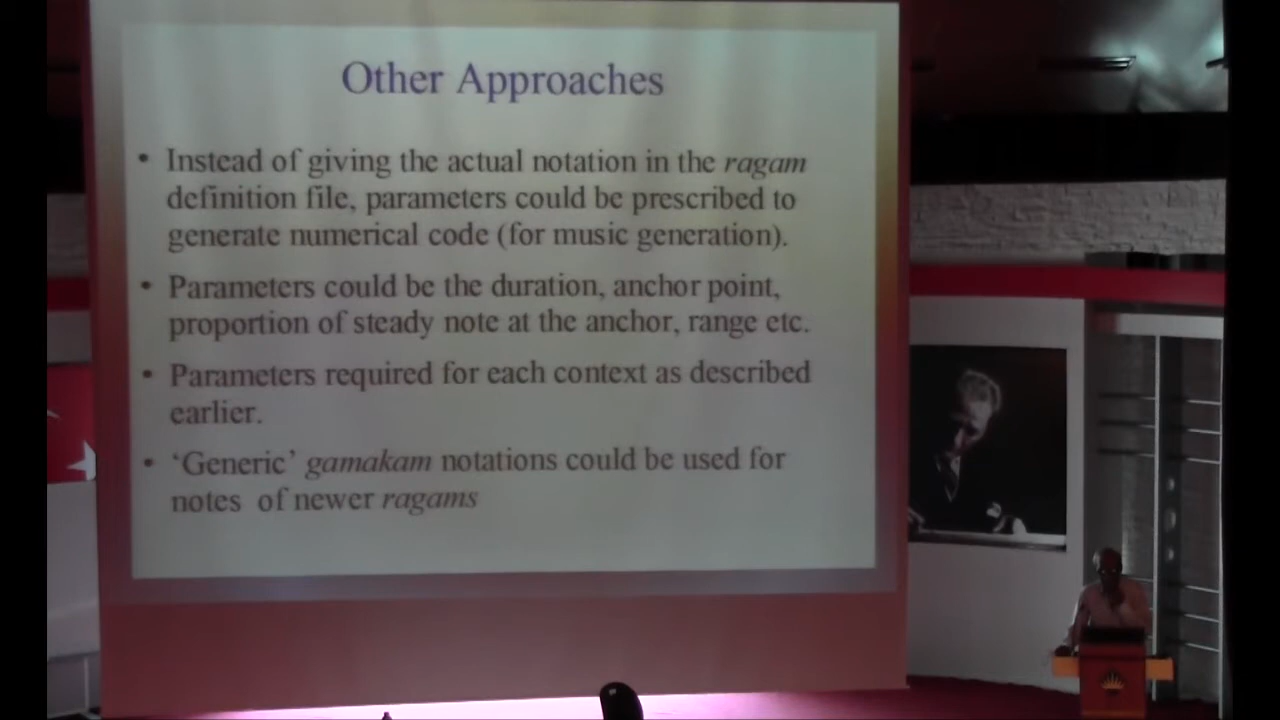 Other Approaches
• Instead of giving the actual notation in the ragam
definition file, parameters could be prescribed to
generate numerical code (for music generation).
• Parameters could be the duration, anchor point,
proportion of steady note at the anchor, range etc.
• Parameters required for each context as described
earlier.
• ‘Generic’ gamakam notations could be used for
notes of newer ragams